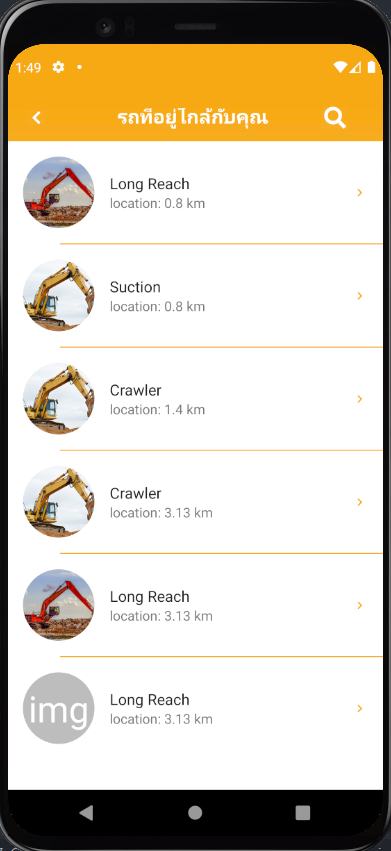 1:49
รถที่อยู่ใกล้กับคุณ
Long Reach
location: 0.8 km
Suction
location: 0.8 km
Crawler
location: 1.4 km
Crawler
location: 3.13 km
Long Reach
location: 3.13 km
img
Long Reach
location: 3.13 km